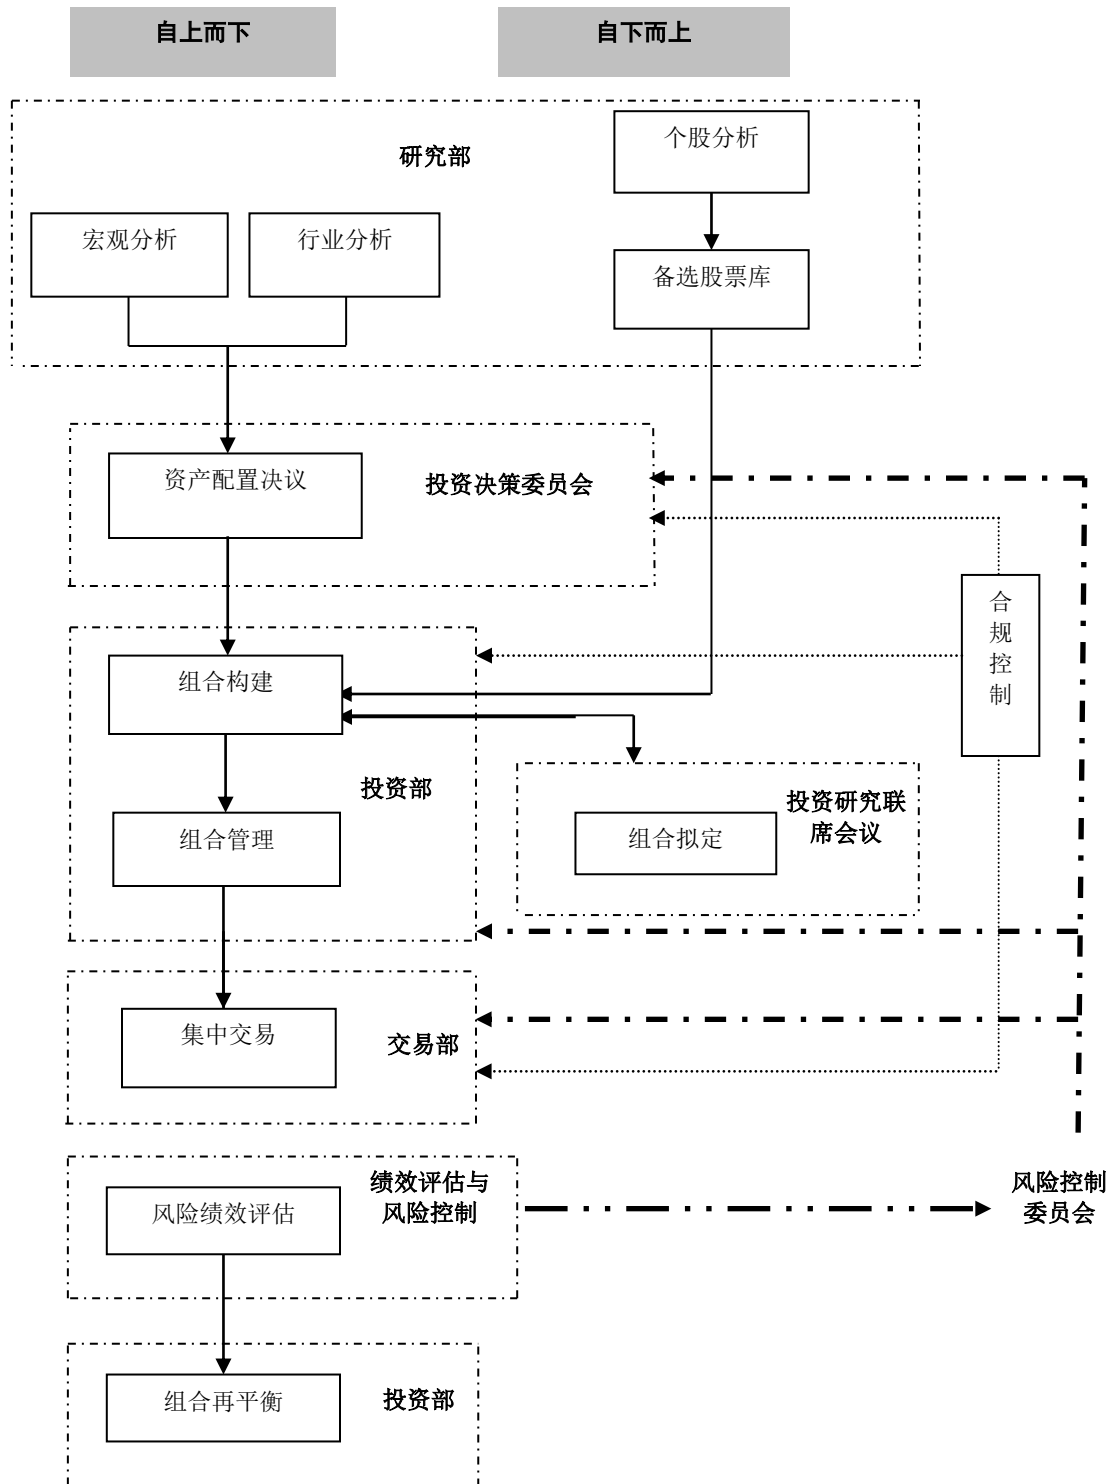 自上而下
自下而上
研究部
个股分析
宏观分析
行业分析
备选股票库
资产配置决议
投资决策委员会
合
规
控
制
组合构建
投资部
投资研究联
席会议
组合管理
组合拟定
集中交易
交易部
绩效评估与
风险控制
风险绩效评估
风险控制
委员会
组合再平衡
投资部